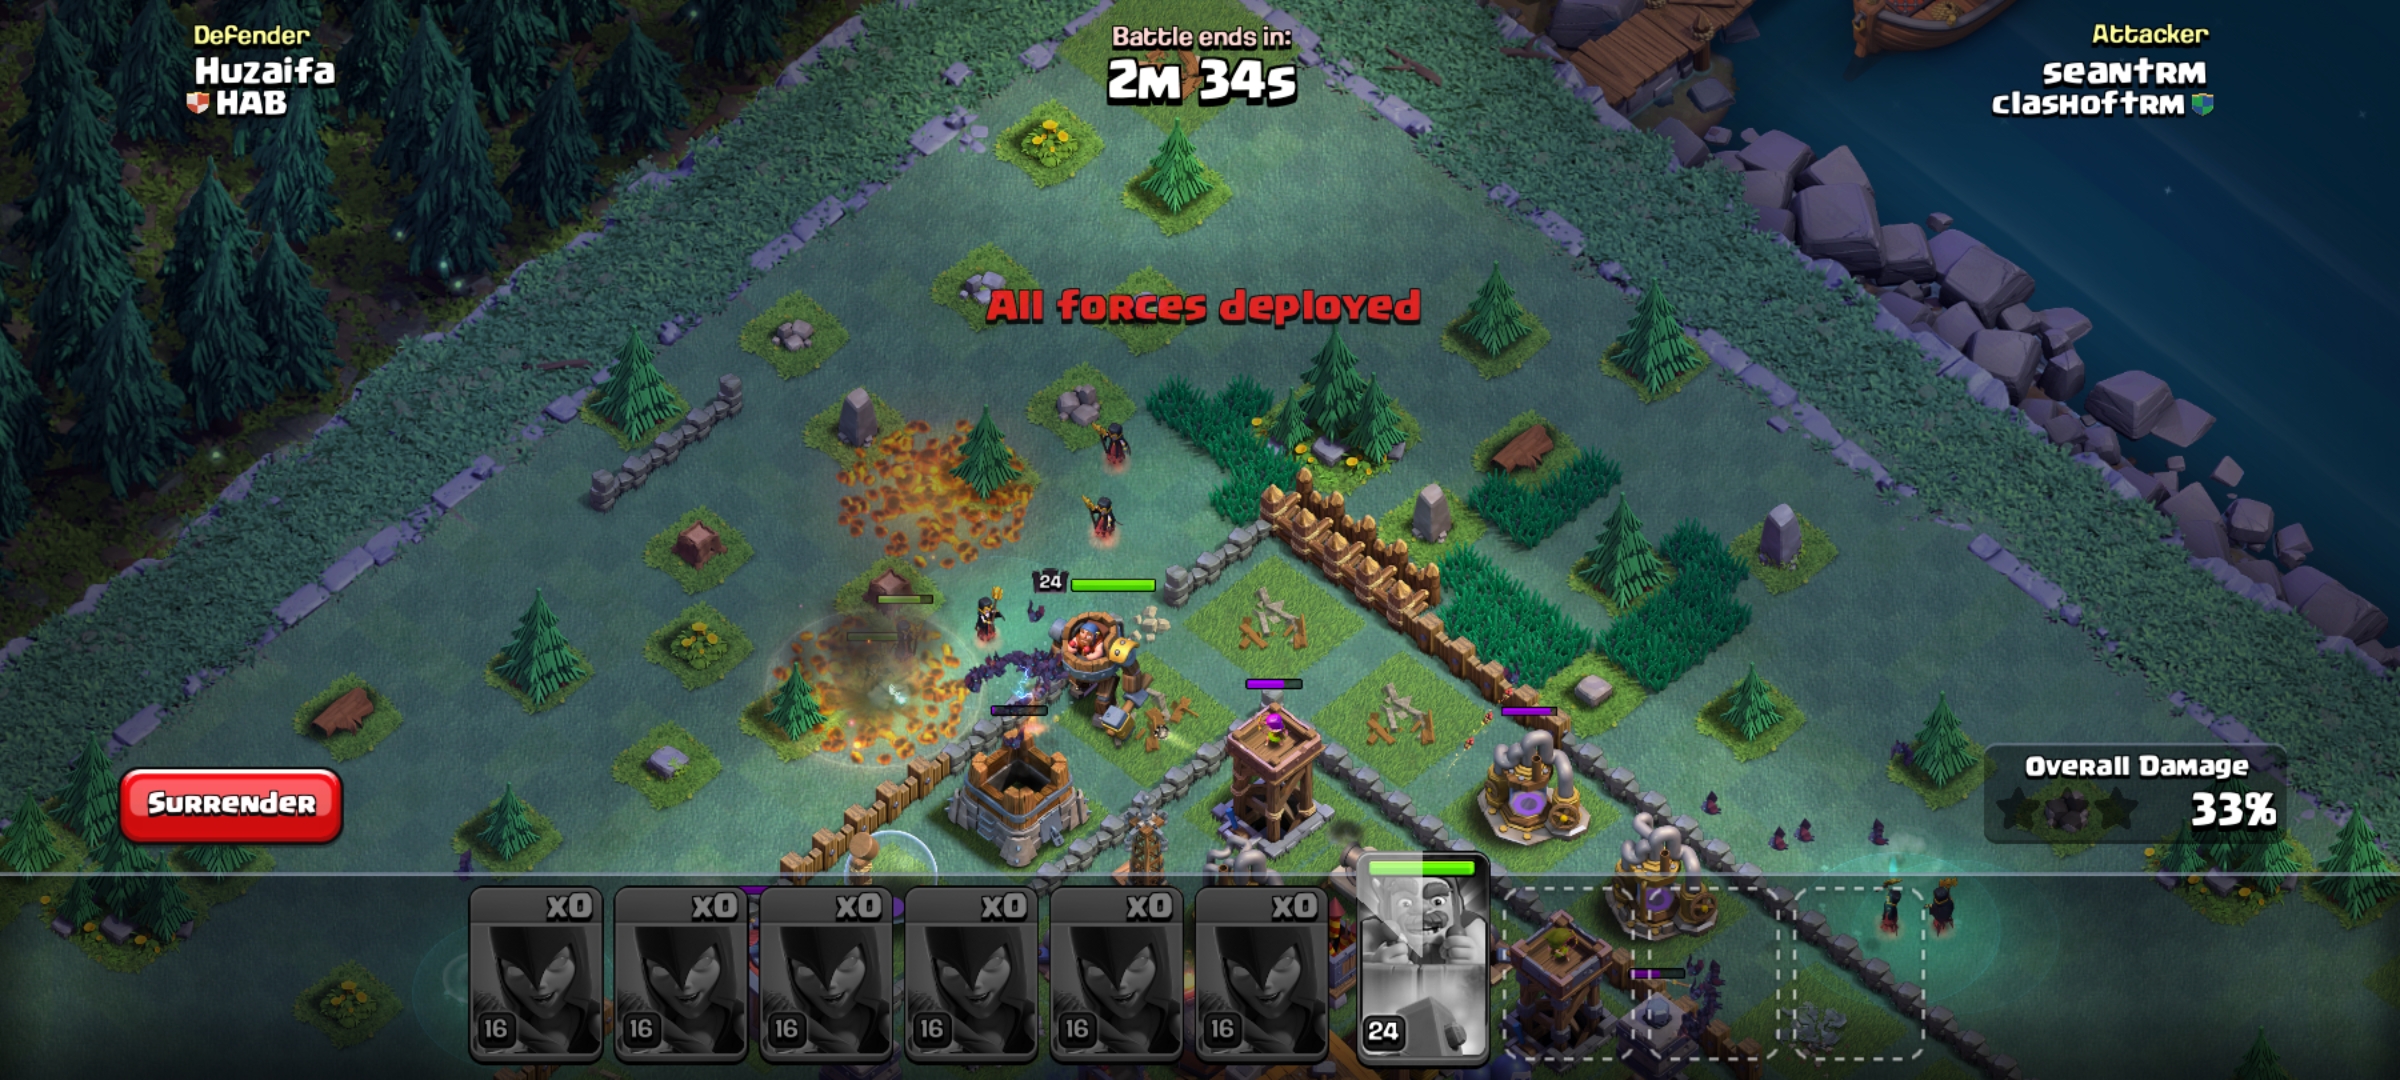 Defender
Huzaifa
HAB
Battle ends in:
2M 34s
Attacker
seantRM
clashoftRM
All forces deployed
24
Surrender
Overall Damage
33%
x0
x0
x0
x0
x0
x0
16
16
16
16
16
16
24